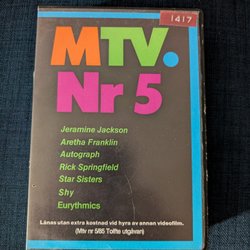 1417
MTV.
Nr 5
Jeramine Jackson
Aretha Franklin
Autograph
Rick Springfield
Star Sisters
Shy
Eurythmics
Lånas utan extra kostnad vid hyra av annan videofilm.
(Mtv nr 5/85 Tolfte utgåvan)